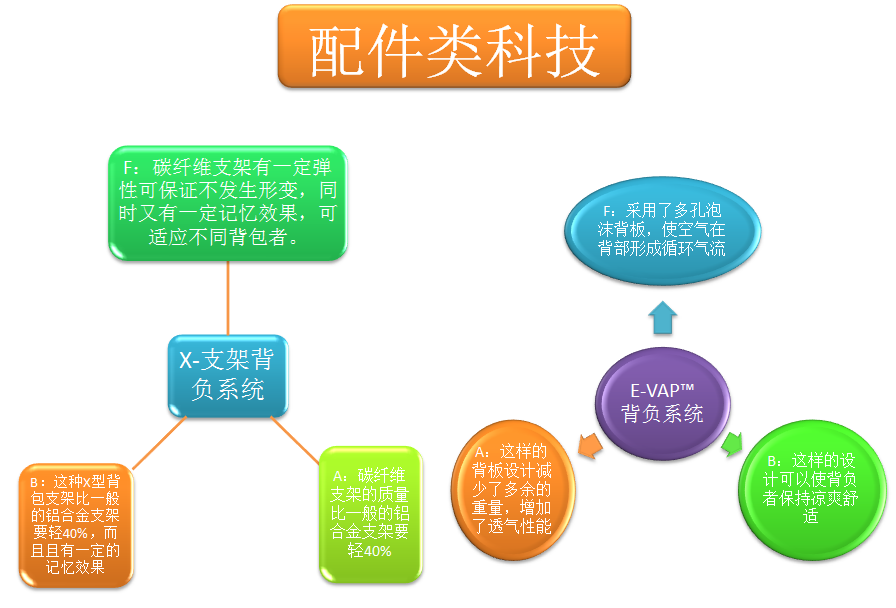 配件类科技
F：碳纤维支架有一定弹
性可保证不发生形变，同
时又有一定记忆效果，可
适应不同背包者。
X-支架背
负系统
B：这种X型背
包支架比一般
的铝合金支架
要轻40%，而
且且有一定的
记忆效果
A：碳纤维
支架的质量
比一般的铝
合金支架要
轻40%
F：采用了多孔泡
沫背板，使空气在
背部形成循环气流
E-VAP™
背负系统
A：这样的
背板设计减
少了多余的
重量，增加
了透气性能
B：这样的设
计可以使背负
者保持凉爽舒
适